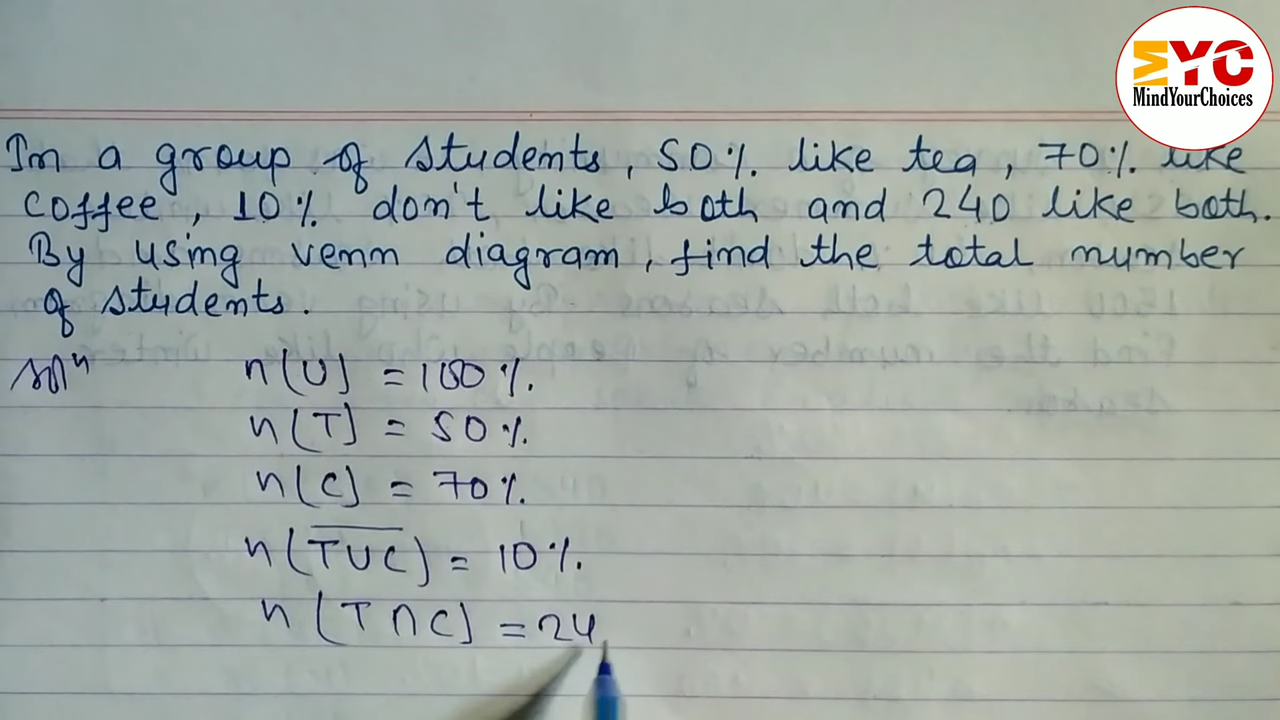 MYC
MindYourChoices
In a group of students, 50% like tea, 70% like
coffee, 10% don't like both and 240 like both.
By using venn diagram, find the total number
of students.
Solⁿ n(U) = 100%.
n(T) = 50%.
n(C) = 70%.
n(\overline{T∪C}) = 10%.
n(T∩C) = 24